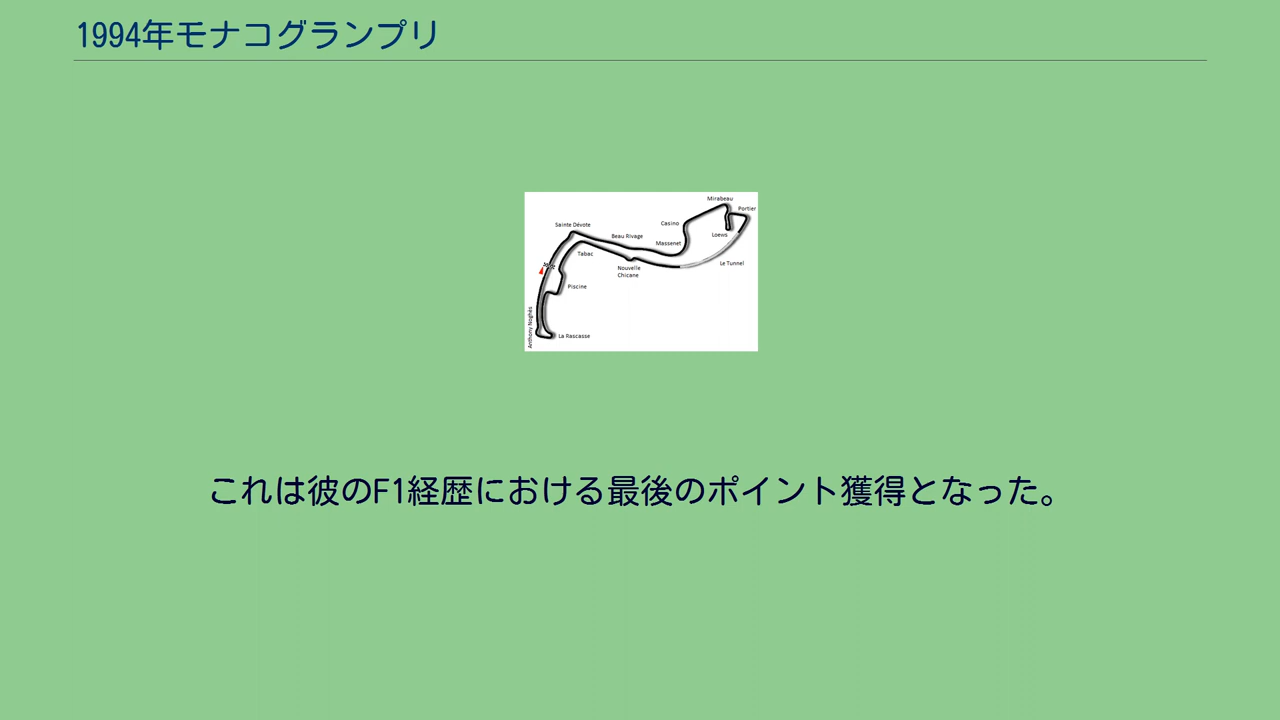 1994年モナコグランプリ
Mirabeau
Portier
Sainte Dévote
Casino
Beau Rivage
Loews
Massenet
Tabac
Le Tunnel
Nouvelle
Chicane
Piscine
Anthony Noghès
La Rascasse
これは彼のF1経歴における最後のポイント獲得となった。